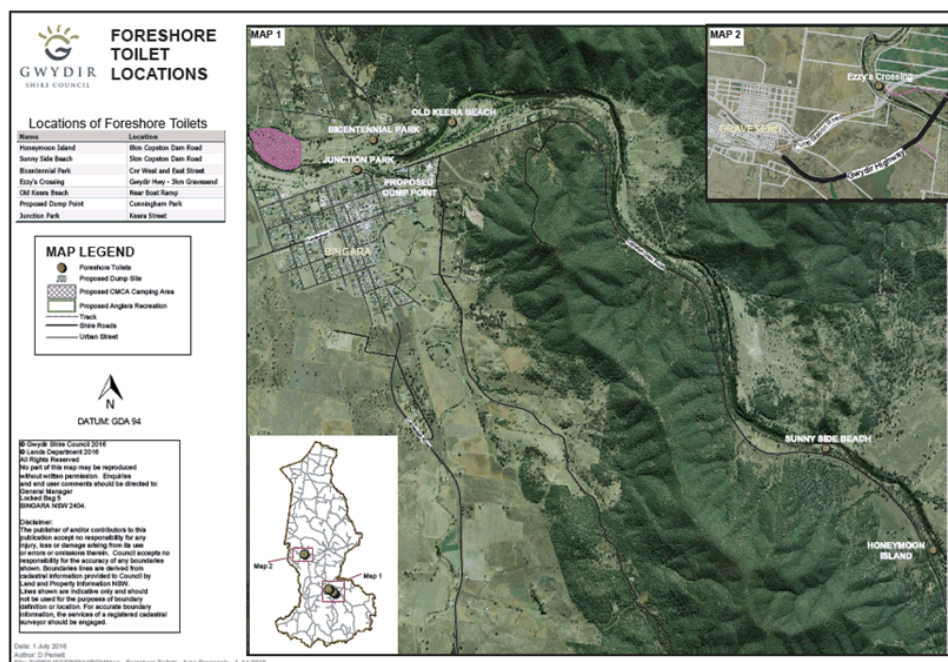 GWYDIR
SHIRE COUNCIL
FORESHORE
TOILET
LOCATIONS
Locations of Foreshore Toilets
Name Location
Honeymoon Island 8km Copeton Dam Road
Sunny Side Beach 5km Copeton Dam Road
Bicentennial Park Cnr West and East Street
Ezzy's Crossing Gwydir Hwy - 3km Gravesend
Old Keera Beach Near Boat Ramp
Proposed Dump Point Cunningham Park
Junction Park Keera Street
MAP LEGEND
Foreshore Toilets
Proposed Dump Site
Proposed CMCA Camping Area
Proposed Anglers Recreation
Track
Shire Roads
Urban Street
N
DATUM: GDA 94
© Gwydir Shire Council 2016
© Lands Department 2016
All Rights Reserved
No part of this map may be reproduced
without written permission. Enquiries
and end user comments should be directed to:
General Manager
Locked Bag 5
BINGARA NSW 2404.
Disclaimer:
The publisher of and/or contributors to this
publication accept no responsibility for any
injury, loss or damage arising from its use
or errors or omissions therein. Council accepts no
responsibility for the accuracy of any boundaries
shown. Boundaries lines are derived from
cadastral information provided to Council by
Land and Property Information NSW.
Lines shown are indicative only and should
not be used for the purposes of boundary
definition or location. For accurate boundary
information, the services of a registered cadastral
surveyor should be engaged.
Date: 1 July 2016
Author: D Perrett
MAP 1
OLD KEERA BEACH
BICENTENNIAL PARK
JUNCTION PARK
PROPOSED
DUMP POINT
BINGARA
SUNNY SIDE BEACH
HONEYMOON
ISLAND
MAP 2
Ezzy's Crossing
GRAVESEND
Gwydir Highway
Map 2
Map 1